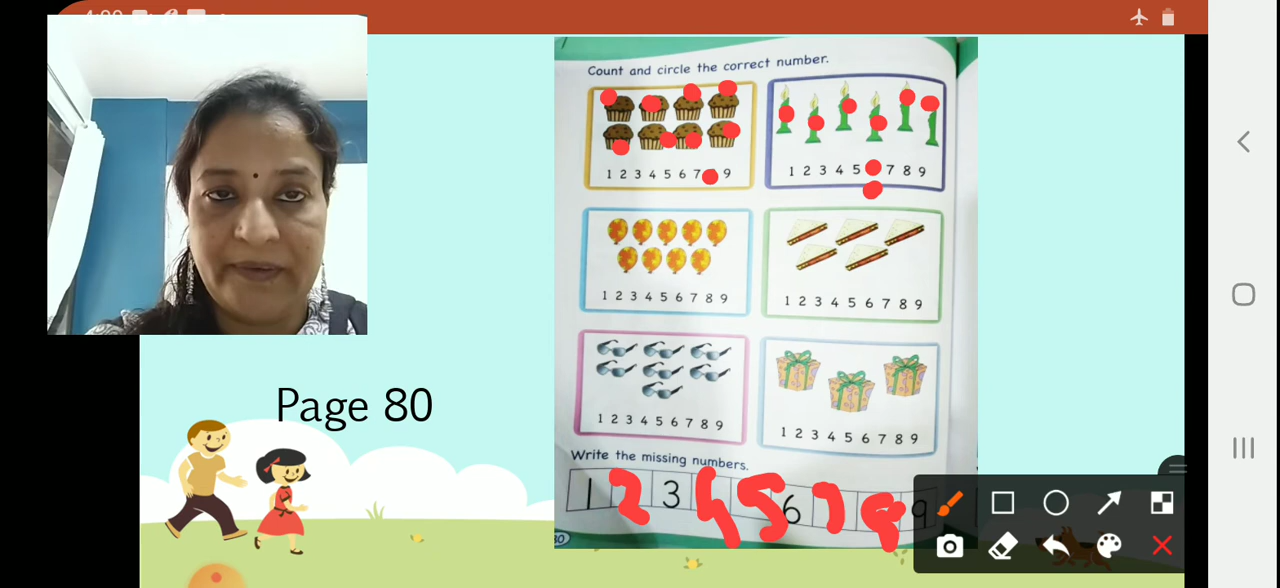 4:00
Count and circle the correct number.
1 2 3 4 5 6 7 9
1 2 3 4 5 7 8 9
1 2 3 4 5 6 7 8 9
1 2 3 4 5 6 7 8 9
1 2 3 4 5 6 7 8 9
1 2 3 4 5 6 7 8 9
Page 80
Write the missing numbers.
1 2 3 4 5 6 7 8 9